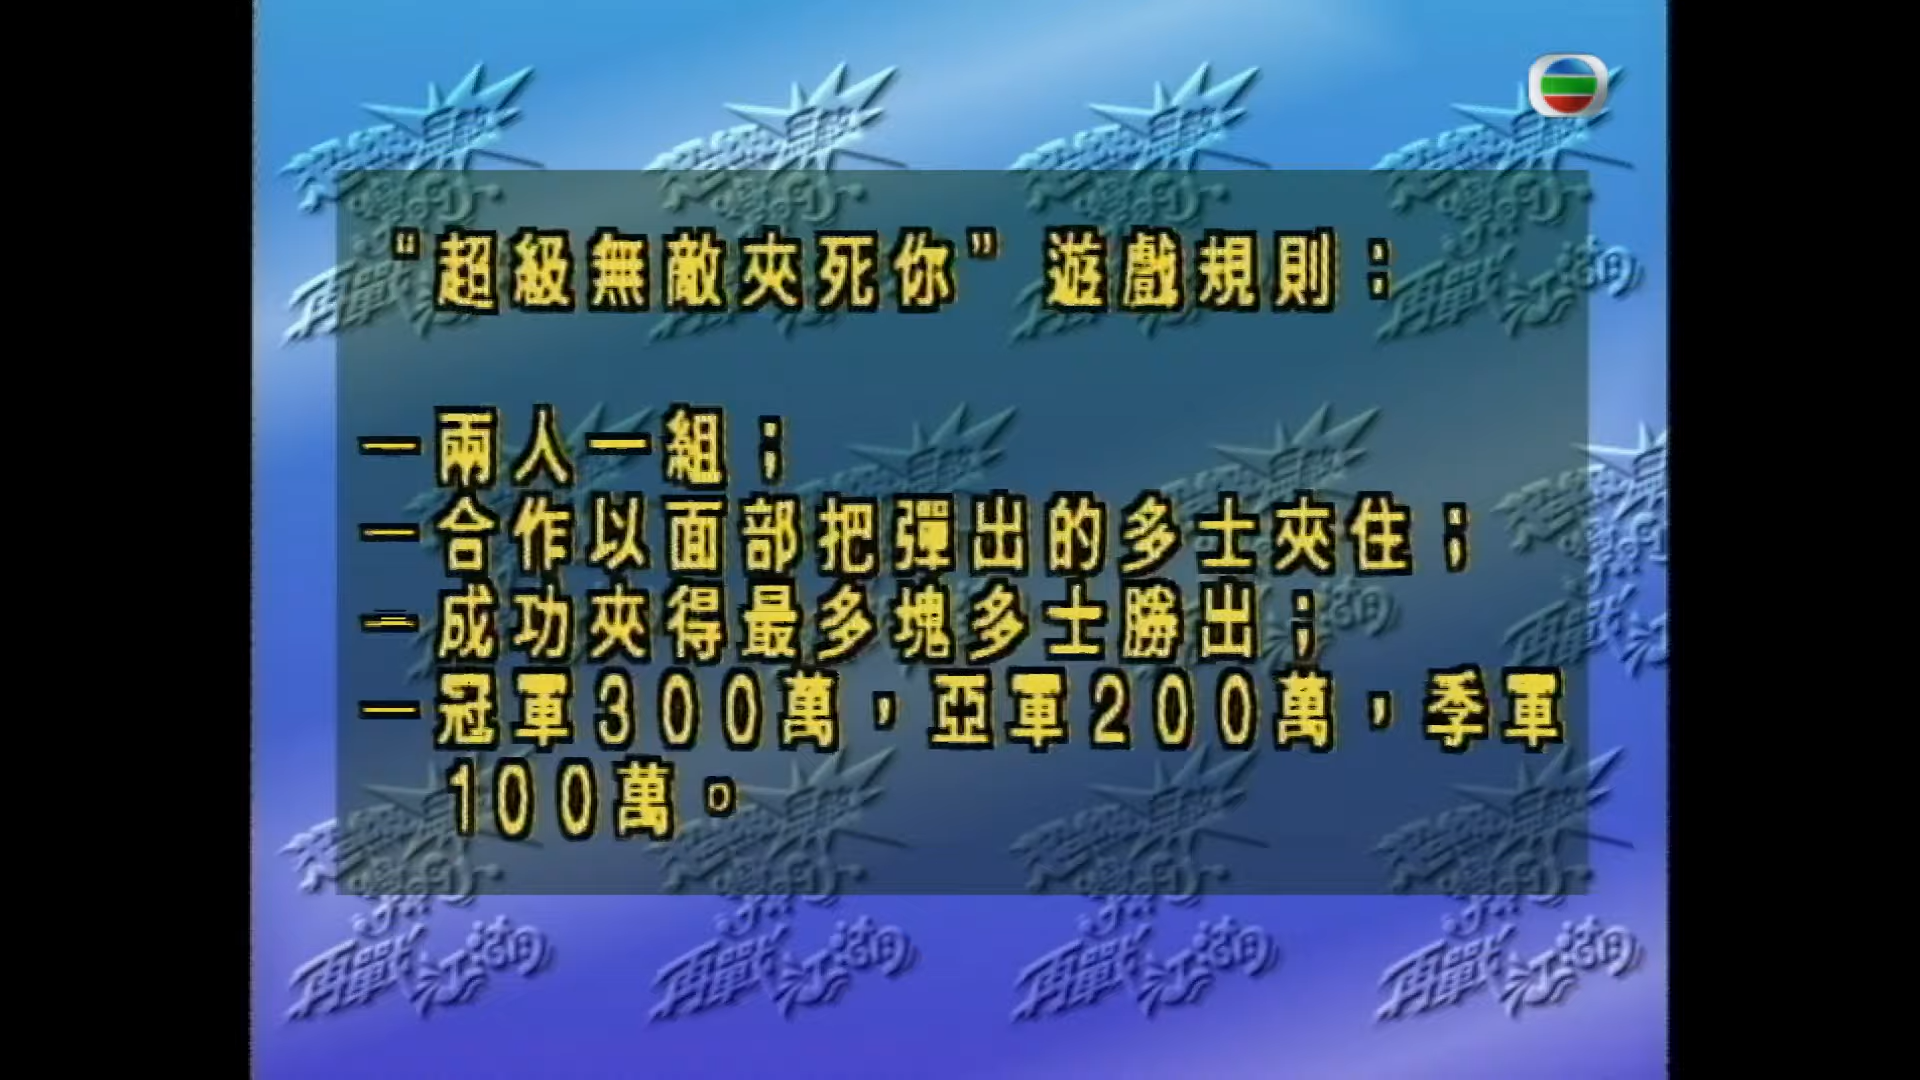 “超級無敵夾死你”遊戲規則：
—兩人一組；
—合作以面部把彈出的多士夾住；
—成功夾得最多塊多士勝出；
—冠軍300萬，亞軍200萬，季軍
100萬。